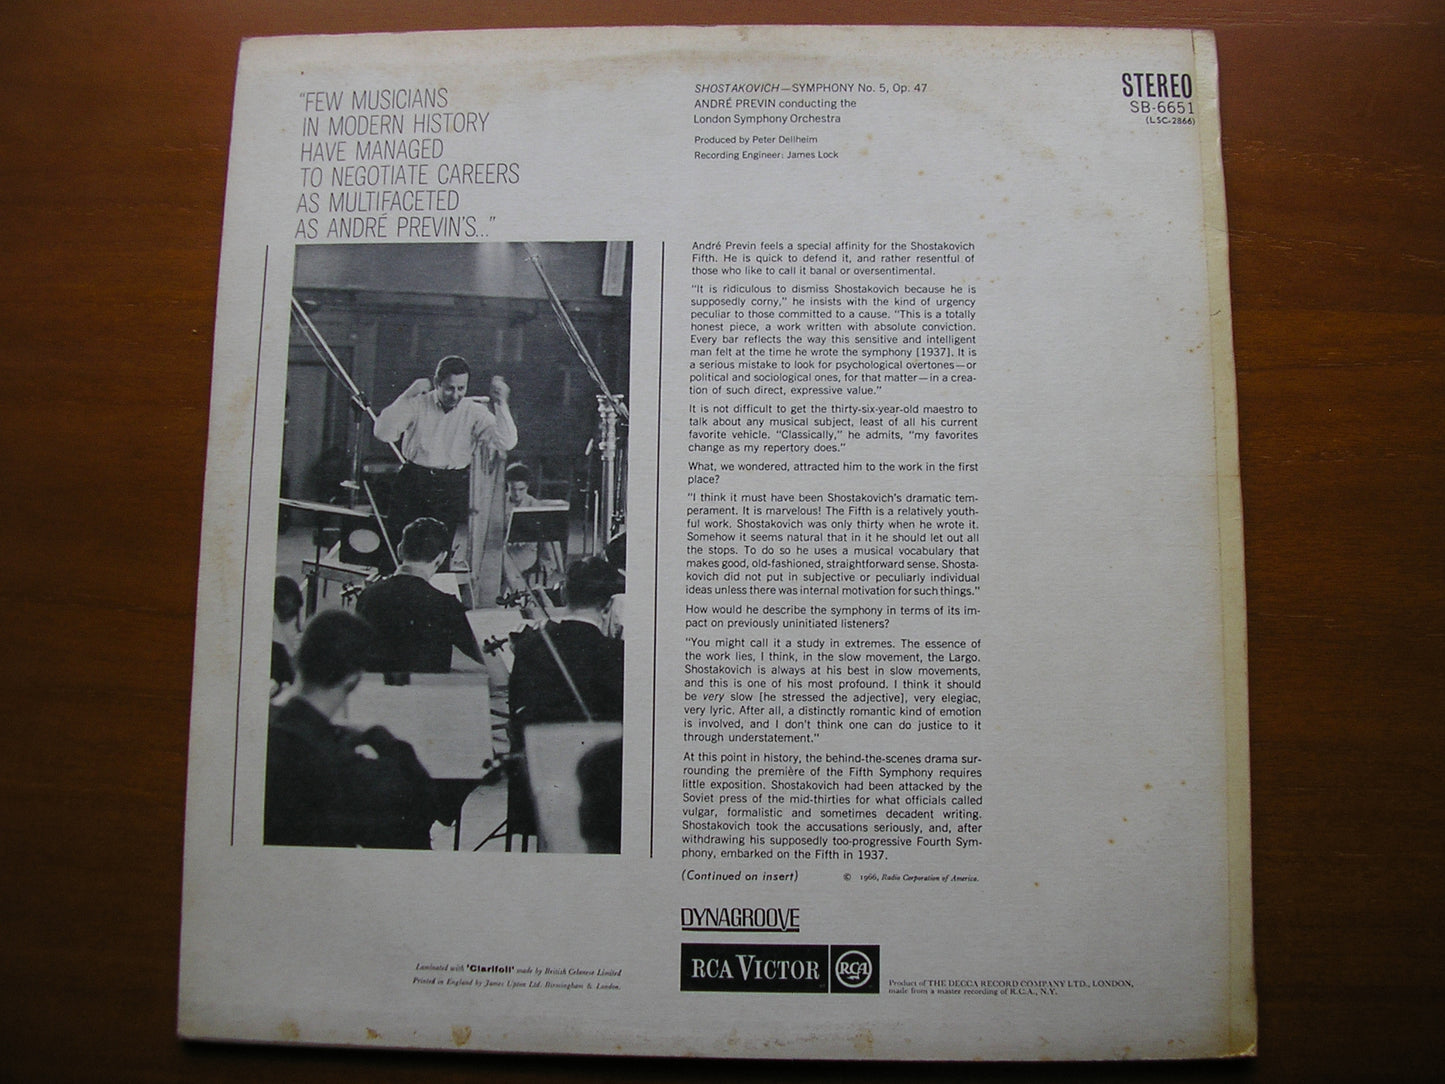 "FEW MUSICIANS
IN MODERN HISTORY
HAVE MANAGED
TO NEGOTIATE CAREERS
AS MULTIFACETED
AS ANDRÉ PREVIN'S..."
SHOSTAKOVICH—SYMPHONY No. 5, Op. 47
ANDRÉ PREVIN conducting the
London Symphony Orchestra
Produced by Peter Dellheim
Recording Engineer: James Lock
STEREO
SB-6651
(LSC-2866)
André Previn feels a special affinity for the Shostakovich
Fifth. He is quick to defend it, and rather resentful of
those who like to call it banal or oversentimental.
"It is ridiculous to dismiss Shostakovich because he is
supposedly corny," he insists with the kind of urgency
peculiar to those committed to a cause. "This is a totally
honest piece, a work written with absolute conviction.
Every bar reflects the way this sensitive and intelligent
man felt at the time he wrote the symphony [1937]. It is
a serious mistake to look for psychological overtones—or
political and sociological ones, for that matter—in a crea-
tion of such direct, expressive value."
It is not difficult to get the thirty-six-year-old maestro to
talk about any musical subject, least of all his current
favorite vehicle. "Classically," he admits, "my favorites
change as my repertory does."
What, we wondered, attracted him to the work in the first
place?
"I think it must have been Shostakovich's dramatic tem-
perament. It is marvelous! The Fifth is a relatively youth-
ful work. Shostakovich was only thirty when he wrote it.
Somehow it seems natural that in it he should let out all
the stops. To do so he uses a musical vocabulary that
makes good, old-fashioned, straightforward sense. Shosta-
kovich did not put in subjective or peculiarly individual
ideas unless there was internal motivation for such things."
How would he describe the symphony in terms of its im-
pact on previously uninitiated listeners?
"You might call it a study in extremes. The essence of
the work lies, I think, in the slow movement, the Largo.
Shostakovich is always at his best in slow movements,
and this is one of his most profound. I think it should
be very slow [he stressed the adjective], very elegiac,
very lyric. After all, a distinctly romantic kind of emotion
is involved, and I don't think one can do justice to it
through understatement."
At this point in history, the behind-the-scenes drama sur-
rounding the première of the Fifth Symphony requires
little exposition. Shostakovich had been attacked by the
Soviet press of the mid-thirties for what officials called
vulgar, formalistic and sometimes decadent writing.
Shostakovich took the accusations seriously, and, after
withdrawing his supposedly too-progressive Fourth Sym-
phony, embarked on the Fifth in 1937.
(Continued on insert) © 1966, Radio Corporation of America.
DYNAGROOVE
RCA VICTOR RCA
Laminated with 'Clarifoil' made by British Celanese Limited
Printed in England by James Upton Ltd. Birmingham & London.
Product of THE DECCA RECORD COMPANY LTD., LONDON,
made from a master recording of R.C.A., N.Y.